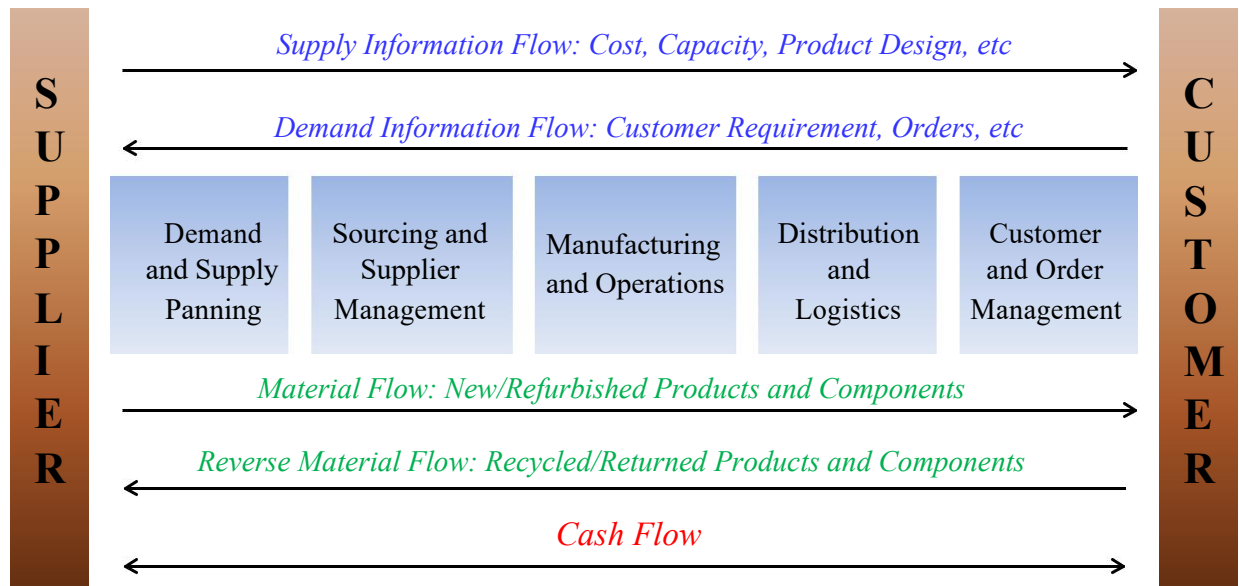 SUPPLIER
Supply Information Flow: Cost, Capacity, Product Design, etc
Demand Information Flow: Customer Requirement, Orders, etc
Demand
and Supply
Panning
Sourcing and
Supplier
Management
Manufacturing
and Operations
Distribution
and
Logistics
Customer
and Order
Management
Material Flow: New/Refurbished Products and Components
Reverse Material Flow: Recycled/Returned Products and Components
Cash Flow
CUSTOMER